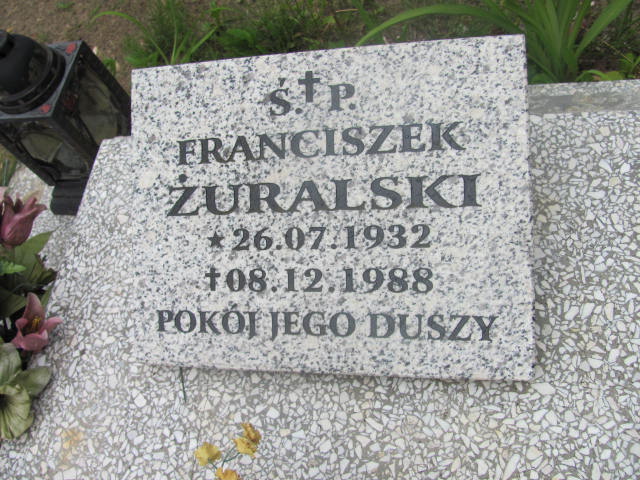 Ś.✝P.
FRANCISZEK
ŻURALSKI
★26.07.1932
✝08.12.1988
POKÓJ JEGO DUSZY